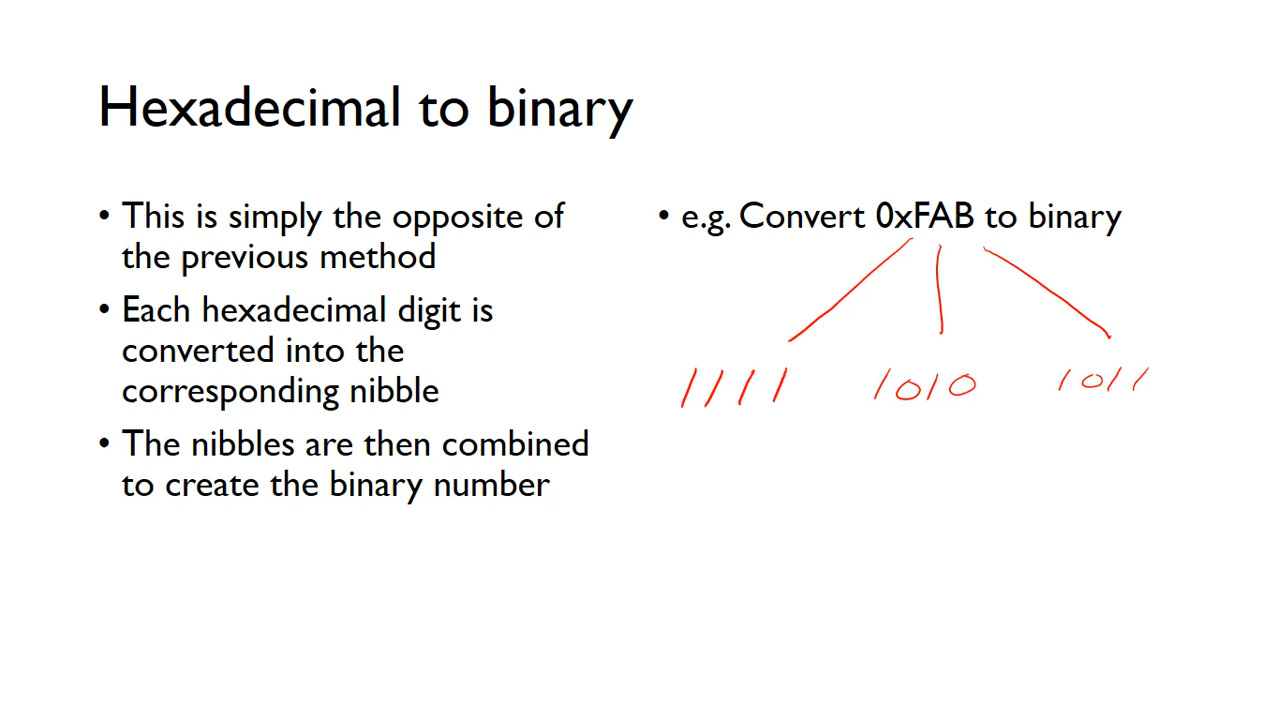 Hexadecimal to binary
• This is simply the opposite of
the previous method
• Each hexadecimal digit is
converted into the
corresponding nibble
• The nibbles are then combined
to create the binary number
• e.g. Convert 0xFAB to binary
1111 1010 1011